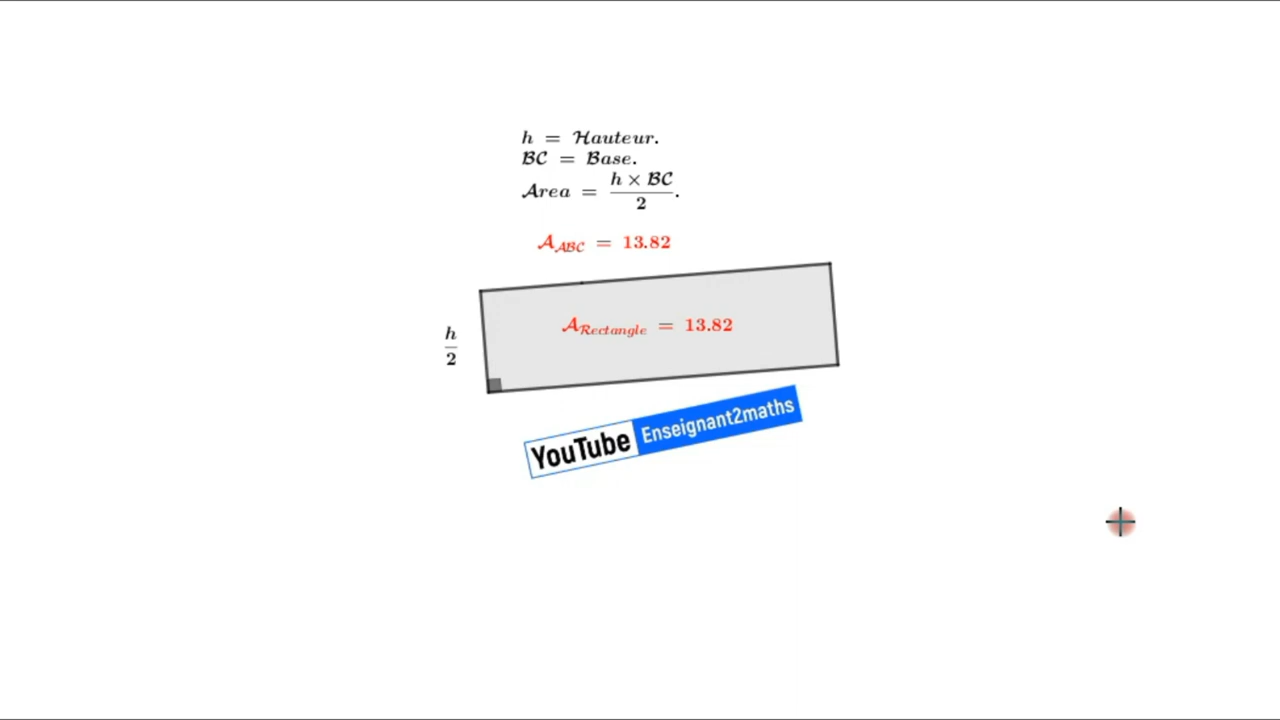 h = Hauteur.
BC = Base.
Area = h × BC / 2.
A_ABC = 13.82
A_Rectangle = 13.82
h/2
YouTube Enseignant2maths